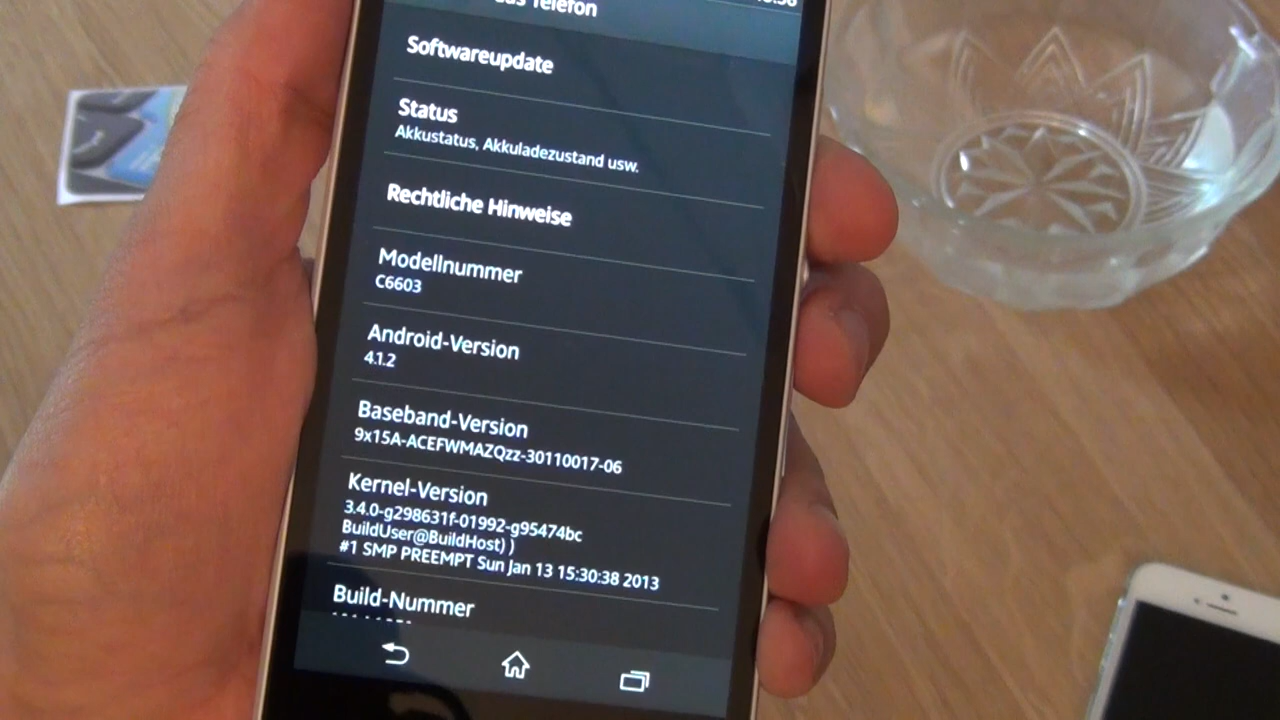 Telefon
Softwareupdate
Status
Akkustatus, Akkuladezustand usw.
Rechtliche Hinweise
Modellnummer
C6603
Android-Version
4.1.2
Baseband-Version
9x15A-ACEFWMAZQzz-30110017-06
Kernel-Version
3.4.0-g298631f-01992-g95474bc
BuildUser@BuildHost) )
#1 SMP PREEMPT Sun Jan 13 15:30:38 2013
Build-Nummer